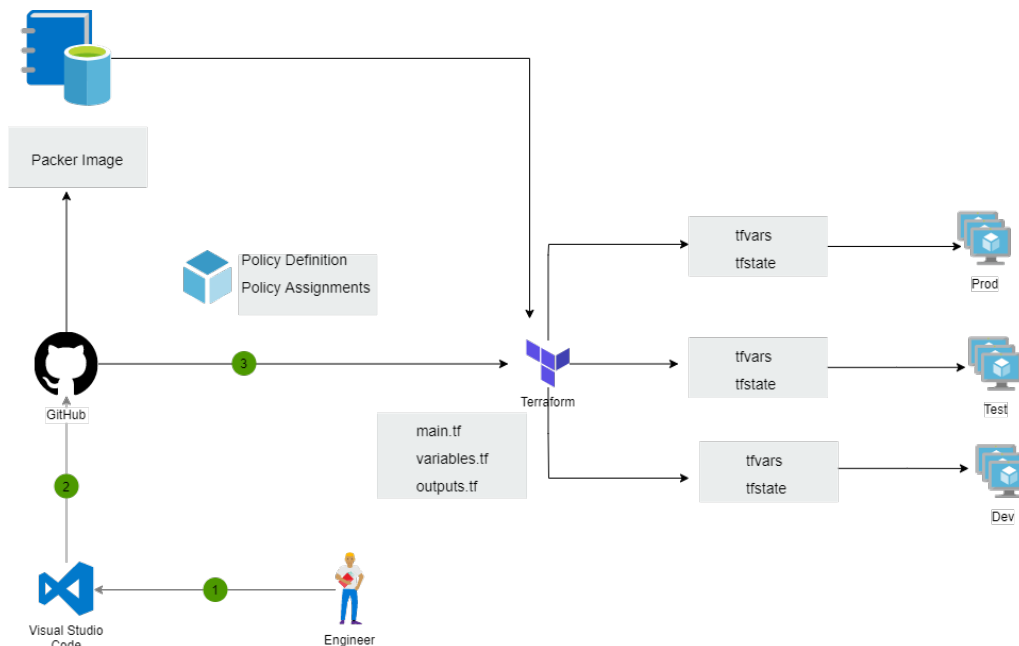 Packer Image
Policy Definition
Policy Assignments
tfvars
tfstate
Prod
3
GitHub
Terraform
tfvars
tfstate
Test
main.tf
variables.tf
outputs.tf
tfvars
tfstate
Dev
2
1
Visual Studio
Code
Engineer